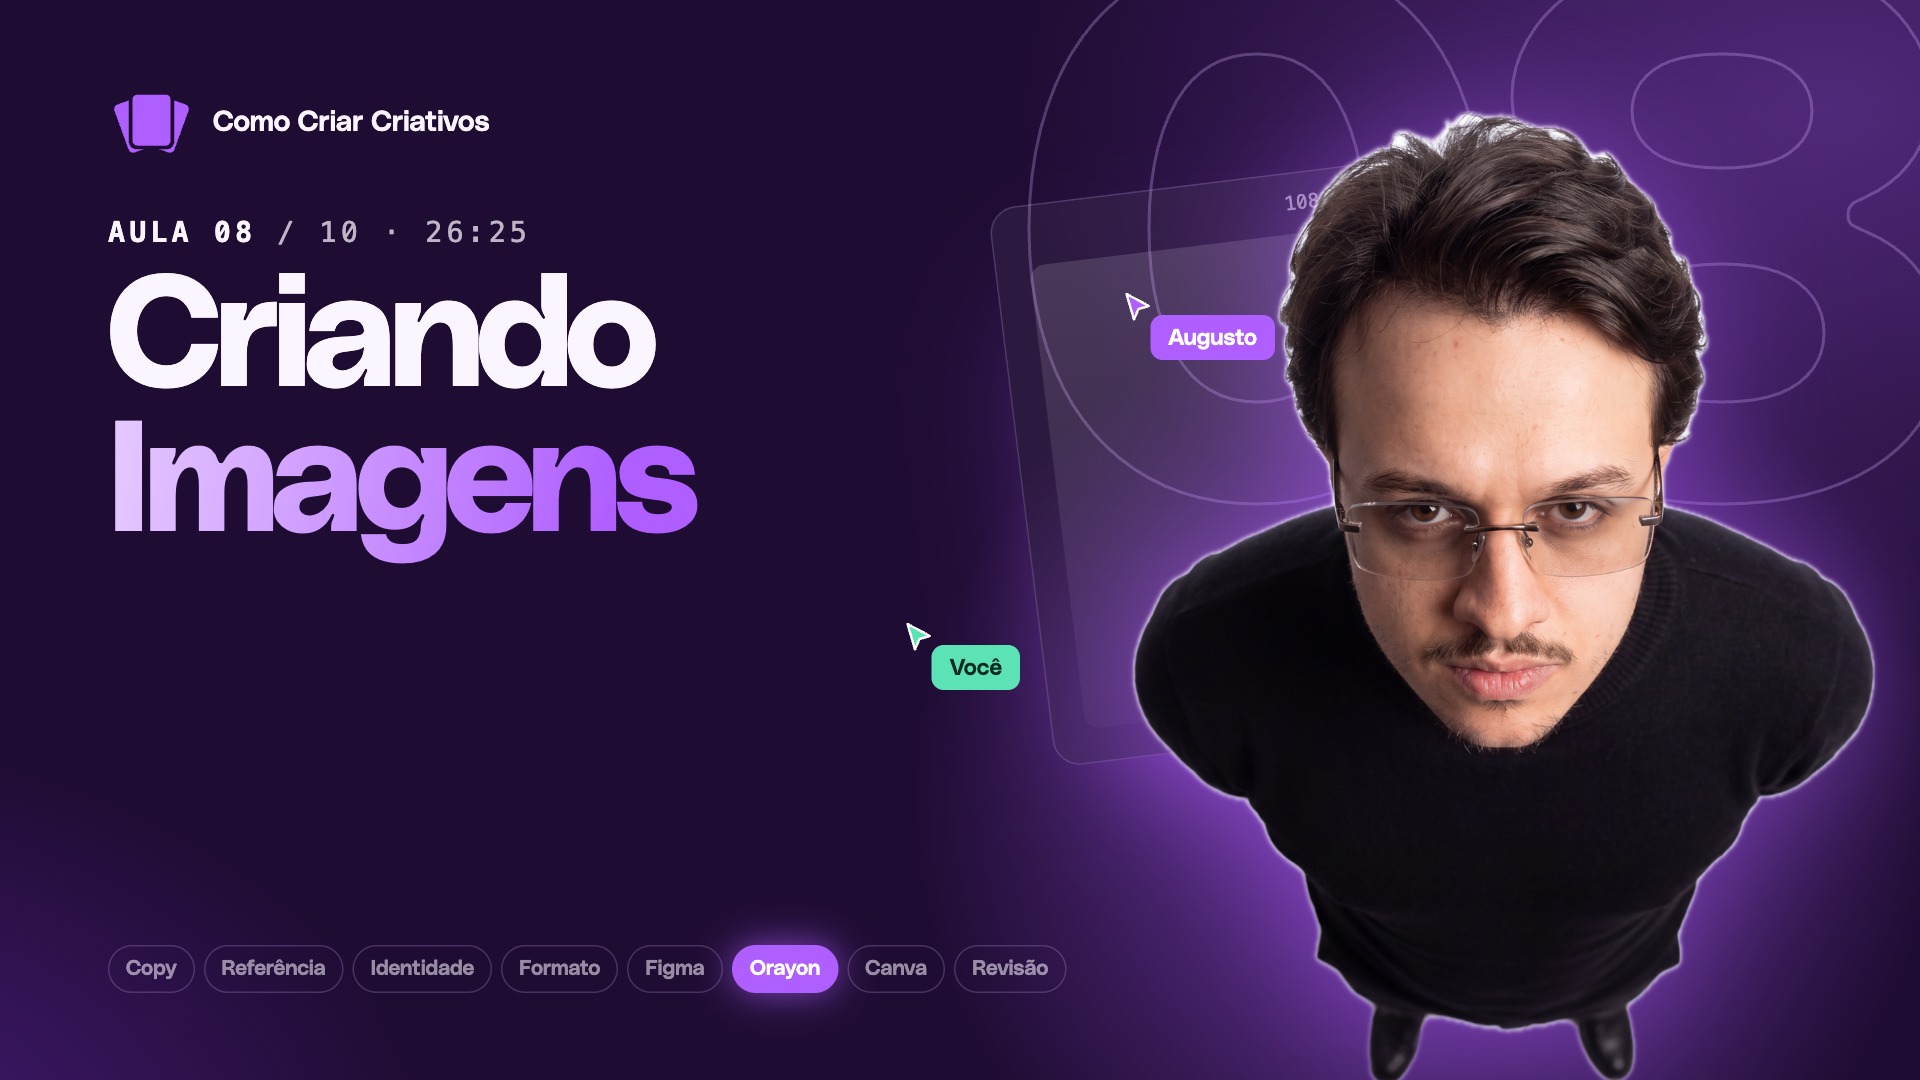 Como Criar Criativos
AULA 08 / 10 · 26:25
Criando
Imagens
108
Augusto
Você
Copy
Referência
Identidade
Formato
Figma
Orayon
Canva
Revisão
08